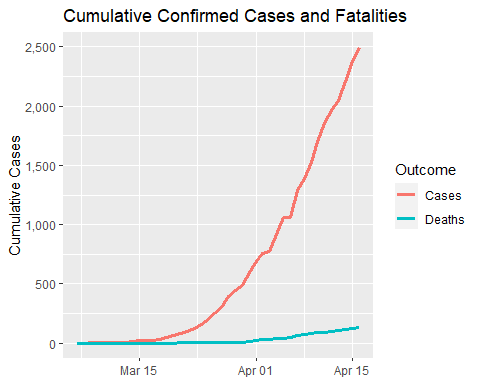 Cumulative Confirmed Cases and Fatalities
Cumulative Cases
2,500
2,000
1,500
1,000
500
0
Mar 15
Apr 01
Apr 15
Outcome
Cases
Deaths